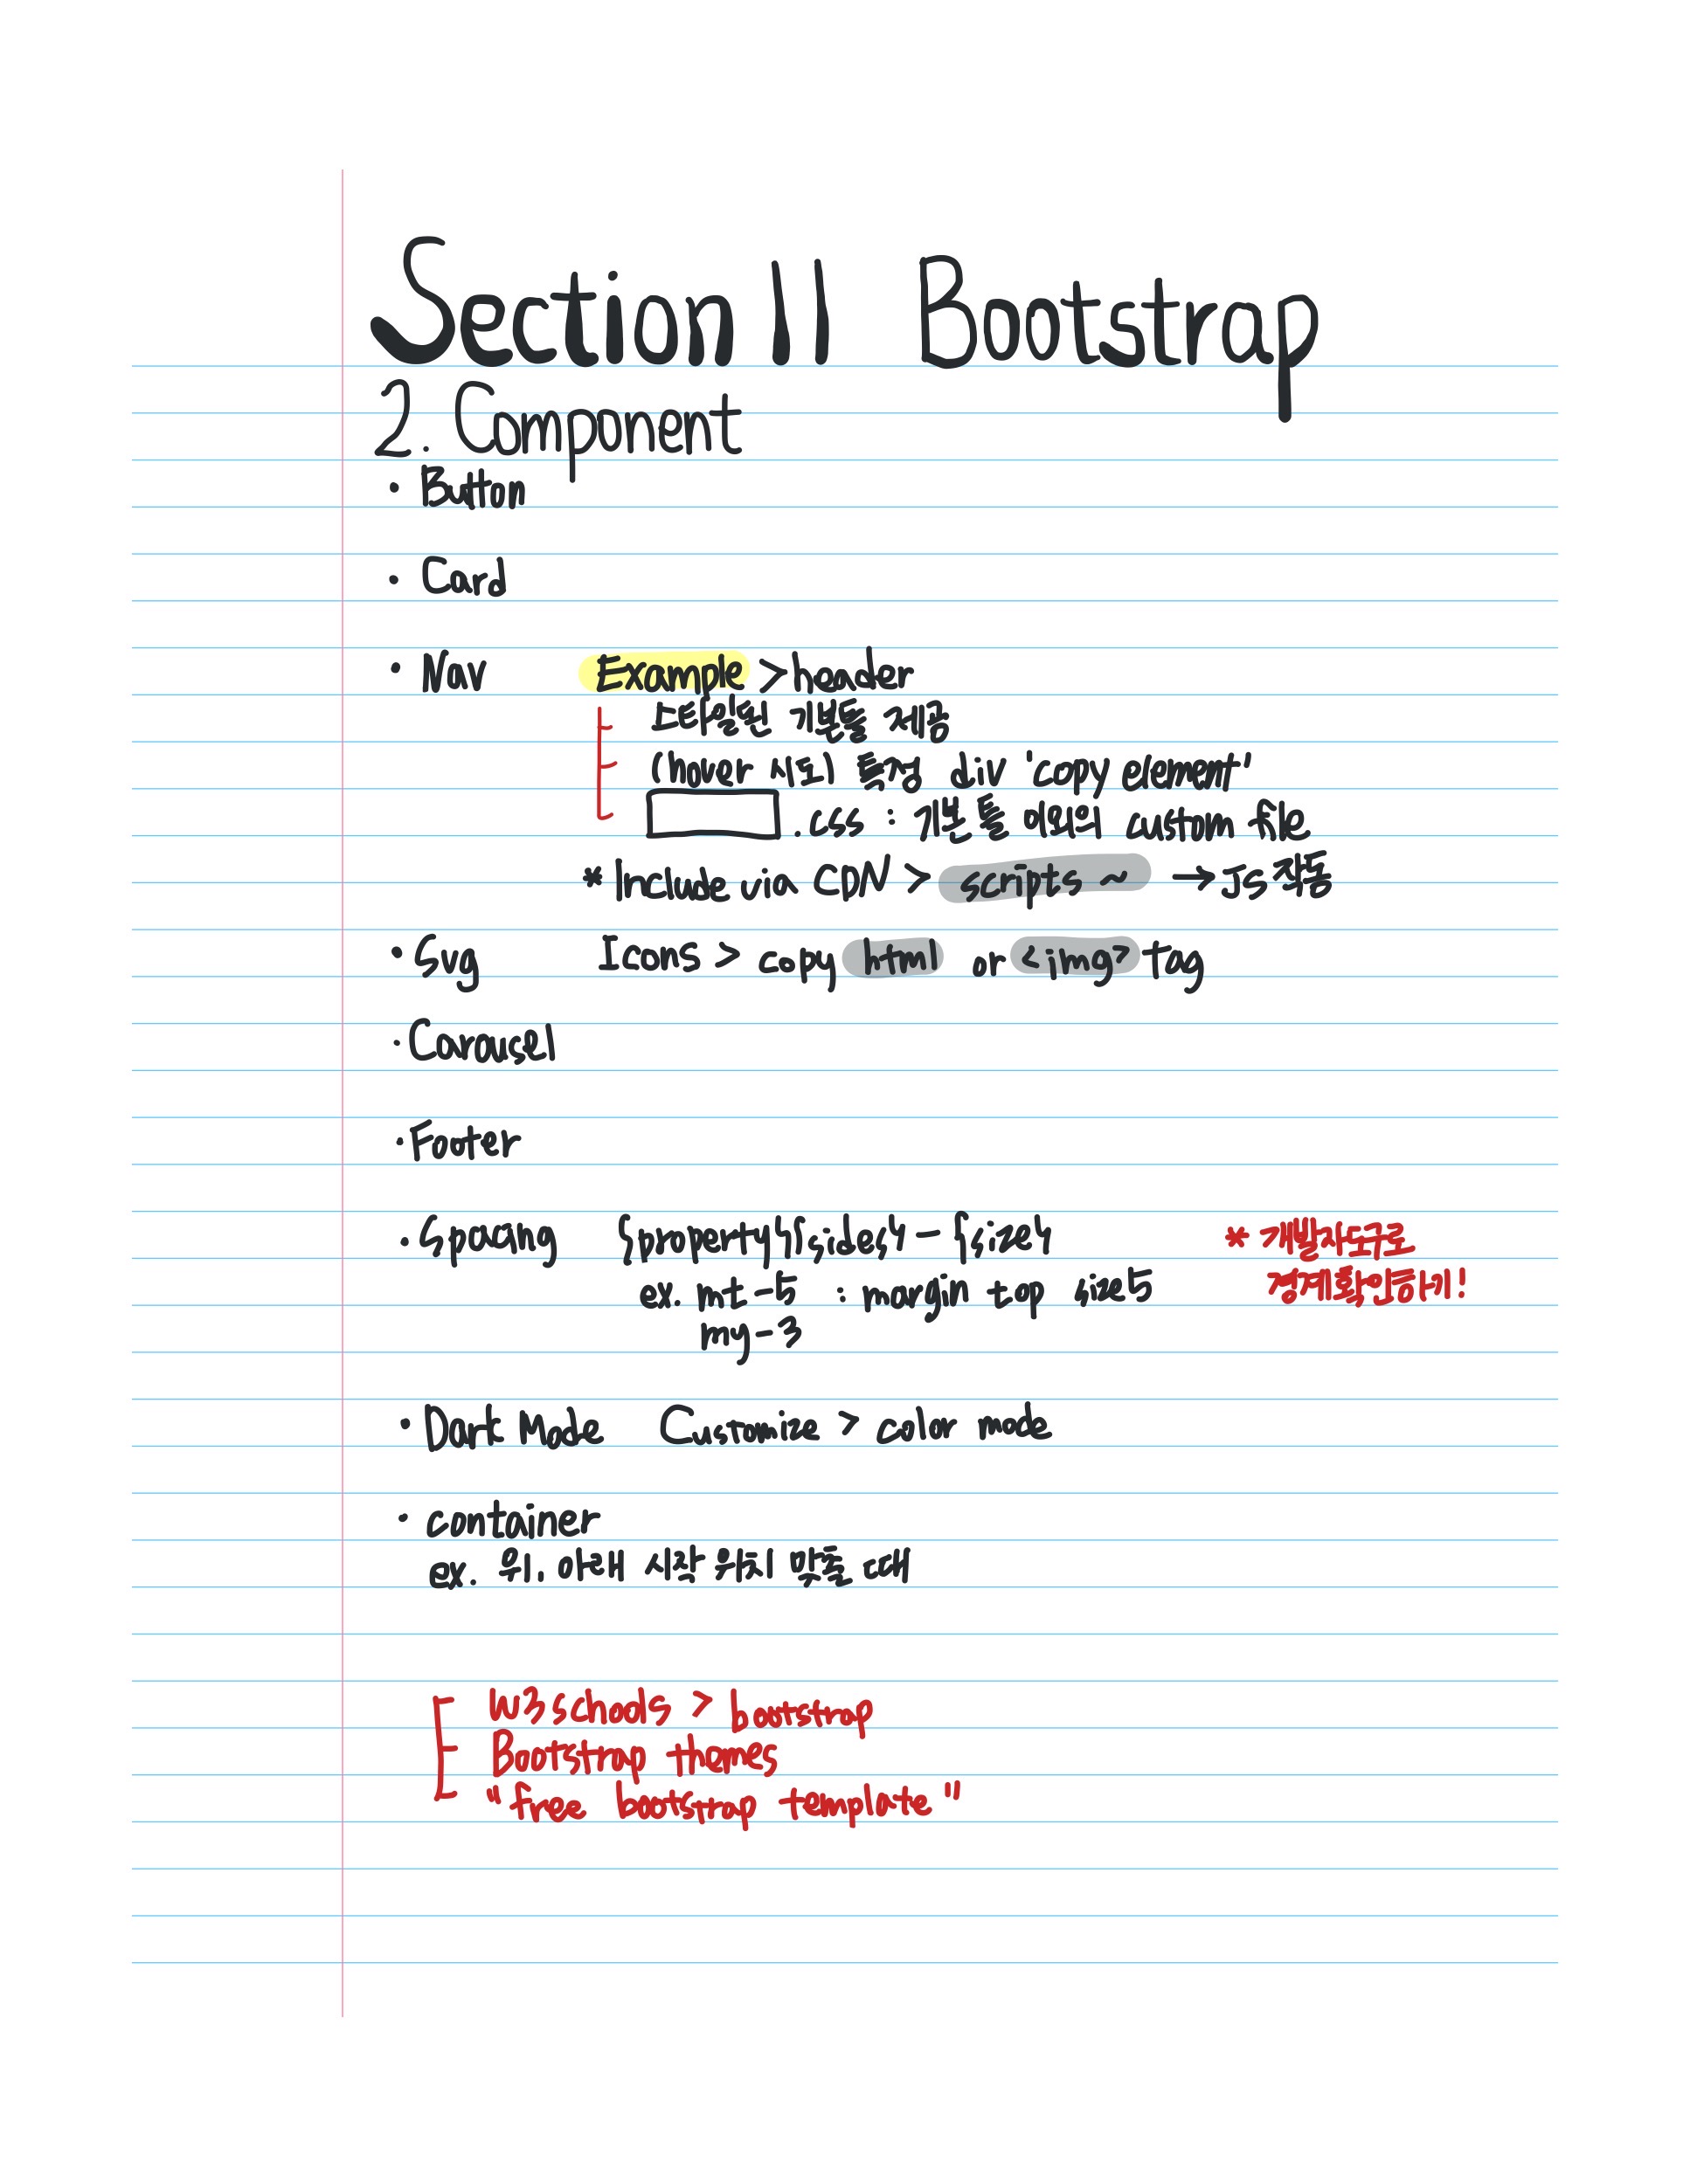 Section 11 Bootstrap
2. Component
• Button
• Card
• Nav Example > header
스타일된 기본틀 제공
(hover 시도) 특정 div 'copy element'
.css : 기본 틀 이외의 custom file
* Include via CDN > scripts ~ → JS 작동
• Svg Icons > copy html or <img> tag
• Carousel
• Footer
• Spacing {property}{sides}-{size} * 개발자도구로
ex. mt-5 : margin top size5 경계확인하기!
my-3
• Dark Mode Customize > color mode
• container
ex. 위, 아래 시작 위치 맞출 때
W3schools > bootstrap
Bootstrap themes
"free bootstrap template"